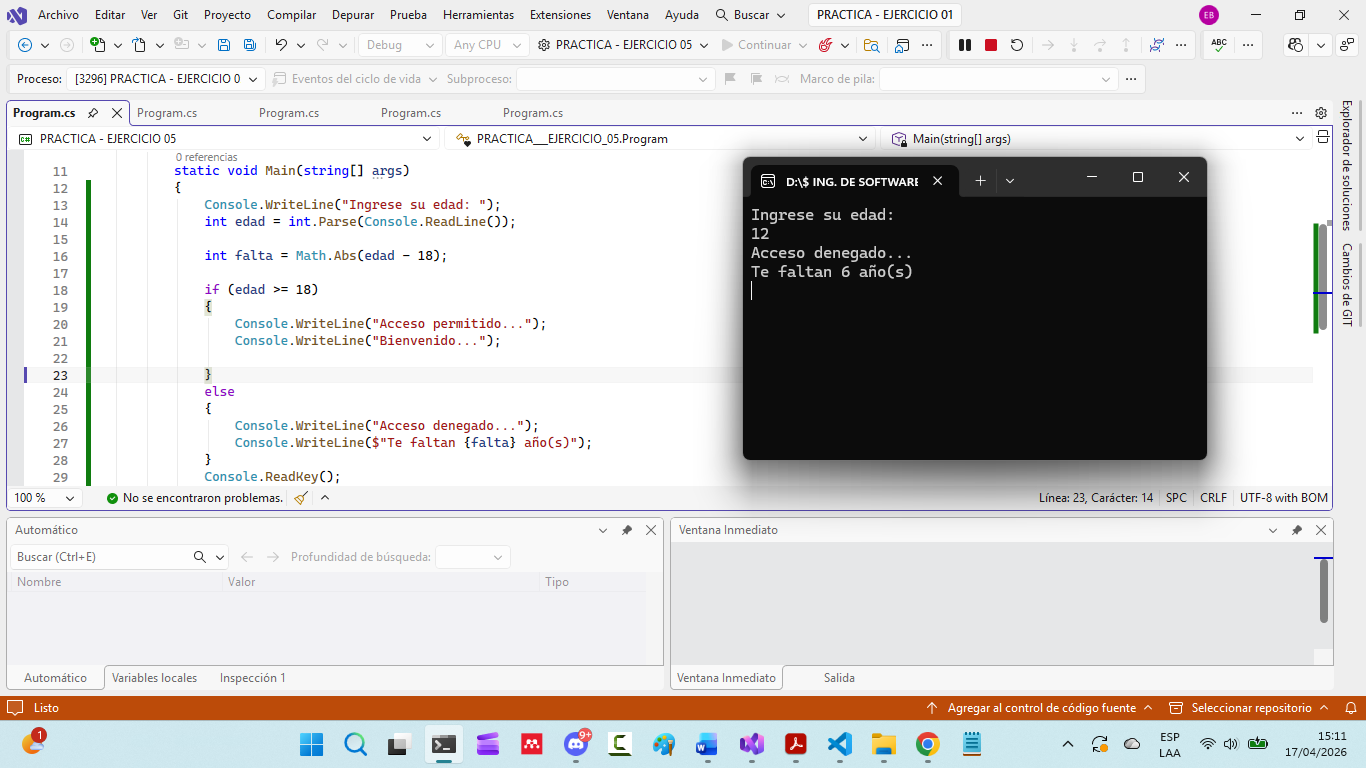 Archivo Editar Ver Git Proyecto Compilar Depurar Prueba Herramientas Extensiones Ventana Ayuda Buscar PRACTICA - EJERCICIO 01 EB
Debug Any CPU PRACTICA - EJERCICIO 05 Continuar ABC
Proceso: [3296] PRACTICA - EJERCICIO 0 Eventos del ciclo de vida Subproceso: Marco de pila:
Program.cs Program.cs Program.cs Program.cs Program.cs
C# PRACTICA - EJERCICIO 05 PRACTICA___EJERCICIO_05.Program Main(string[] args)
0 referencias
11 static void Main(string[] args)
12 {
13 Console.WriteLine("Ingrese su edad: ");
14 int edad = int.Parse(Console.ReadLine());
15
16 int falta = Math.Abs(edad - 18);
17
18 if (edad >= 18)
19 {
20 Console.WriteLine("Acceso permitido...");
21 Console.WriteLine("Bienvenido...");
22
23 }
24 else
25 {
26 Console.WriteLine("Acceso denegado...");
27 Console.WriteLine($"Te faltan {falta} año(s)");
28 }
29 Console.ReadKey();
D:\$ ING. DE SOFTWARE
Ingrese su edad:
12
Acceso denegado...
Te faltan 6 año(s)
Explorador de soluciones
Cambios de GIT
100 % No se encontraron problemas. Línea: 23, Carácter: 14 SPC CRLF UTF-8 with BOM
Automático
Buscar (Ctrl+E) Profundidad de búsqueda:
Nombre Valor Tipo
Automático Variables locales Inspección 1
Ventana Inmediato
Ventana Inmediato Salida
Listo Agregar al control de código fuente Seleccionar repositorio
1 9+ C W ESP LAA 15:11
17/04/2026